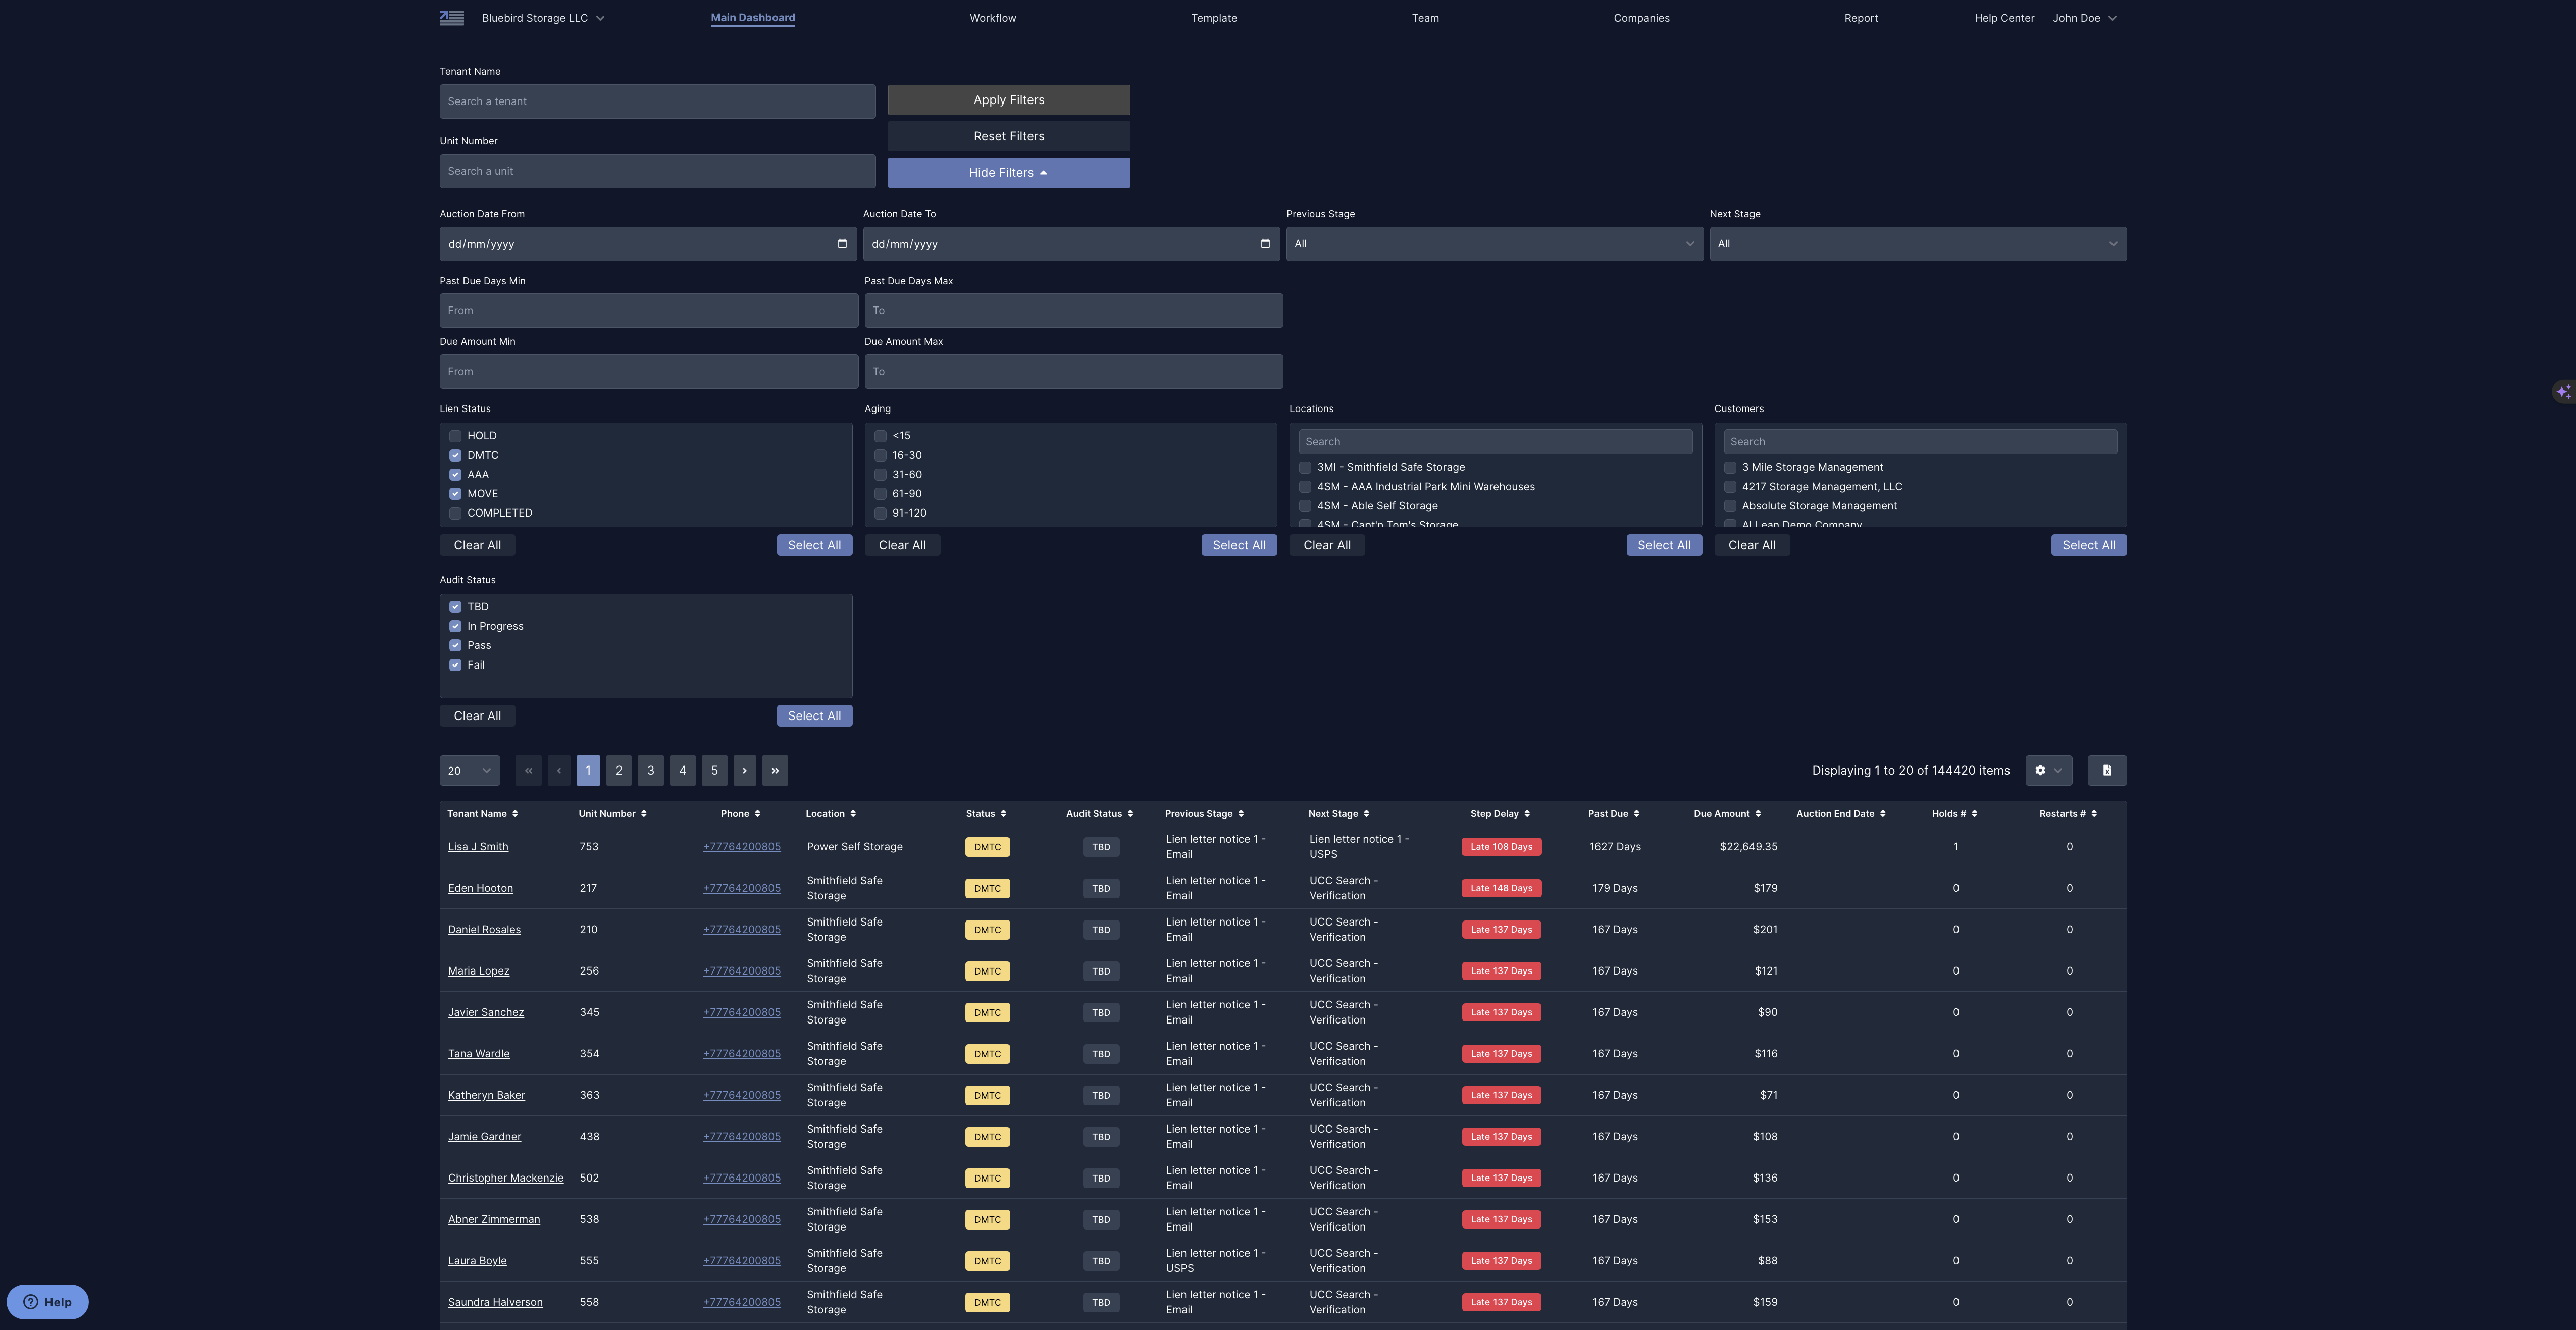 Bluebird Storage LLC Main Dashboard Workflow Template Team Companies Report Help Center John Doe
Tenant Name
Search a tenant
Apply Filters
Reset Filters
Unit Number
Search a unit
Hide Filters
Auction Date From Auction Date To Previous Stage Next Stage
dd/mm/yyyy dd/mm/yyyy All All
Past Due Days Min Past Due Days Max
From To
Due Amount Min Due Amount Max
From To
Lien Status Aging Locations Customers
HOLD <15 Search Search
DMTC 16-30 3MI - Smithfield Safe Storage 3 Mile Storage Management
AAA 31-60 4SM - AAA Industrial Park Mini Warehouses 4217 Storage Management, LLC
MOVE 61-90 4SM - Able Self Storage Absolute Storage Management
COMPLETED 91-120 4SM - Capt'n Tom's Storage AI Lean Demo Company
Clear All Select All Clear All Select All Clear All Select All Clear All Select All
Audit Status
TBD
In Progress
Pass
Fail
Clear All Select All
20 « ‹ 1 2 3 4 5 › » Displaying 1 to 20 of 144420 items
Tenant Name Unit Number Phone Location Status Audit Status Previous Stage Next Stage Step Delay Past Due Due Amount Auction End Date Holds # Restarts #
Lisa J Smith 753 +77764200805 Power Self Storage DMTC TBD Lien letter notice 1 - Email Lien letter notice 1 - USPS Late 108 Days 1627 Days $22,649.35 1 0
Eden Hooton 217 +77764200805 Smithfield Safe Storage DMTC TBD Lien letter notice 1 - Email UCC Search - Verification Late 148 Days 179 Days $179 0 0
Daniel Rosales 210 +77764200805 Smithfield Safe Storage DMTC TBD Lien letter notice 1 - Email UCC Search - Verification Late 137 Days 167 Days $201 0 0
Maria Lopez 256 +77764200805 Smithfield Safe Storage DMTC TBD Lien letter notice 1 - Email UCC Search - Verification Late 137 Days 167 Days $121 0 0
Javier Sanchez 345 +77764200805 Smithfield Safe Storage DMTC TBD Lien letter notice 1 - Email UCC Search - Verification Late 137 Days 167 Days $90 0 0
Tana Wardle 354 +77764200805 Smithfield Safe Storage DMTC TBD Lien letter notice 1 - Email UCC Search - Verification Late 137 Days 167 Days $116 0 0
Katheryn Baker 363 +77764200805 Smithfield Safe Storage DMTC TBD Lien letter notice 1 - Email UCC Search - Verification Late 137 Days 167 Days $71 0 0
Jamie Gardner 438 +77764200805 Smithfield Safe Storage DMTC TBD Lien letter notice 1 - Email UCC Search - Verification Late 137 Days 167 Days $108 0 0
Christopher Mackenzie 502 +77764200805 Smithfield Safe Storage DMTC TBD Lien letter notice 1 - Email UCC Search - Verification Late 137 Days 167 Days $136 0 0
Abner Zimmerman 538 +77764200805 Smithfield Safe Storage DMTC TBD Lien letter notice 1 - Email UCC Search - Verification Late 137 Days 167 Days $153 0 0
Laura Boyle 555 +77764200805 Smithfield Safe Storage DMTC TBD Lien letter notice 1 - USPS UCC Search - Verification Late 137 Days 167 Days $88 0 0
Saundra Halverson 558 +77764200805 Smithfield Safe Storage DMTC TBD Lien letter notice 1 - Email UCC Search - Verification Late 137 Days 167 Days $159 0 0
Help